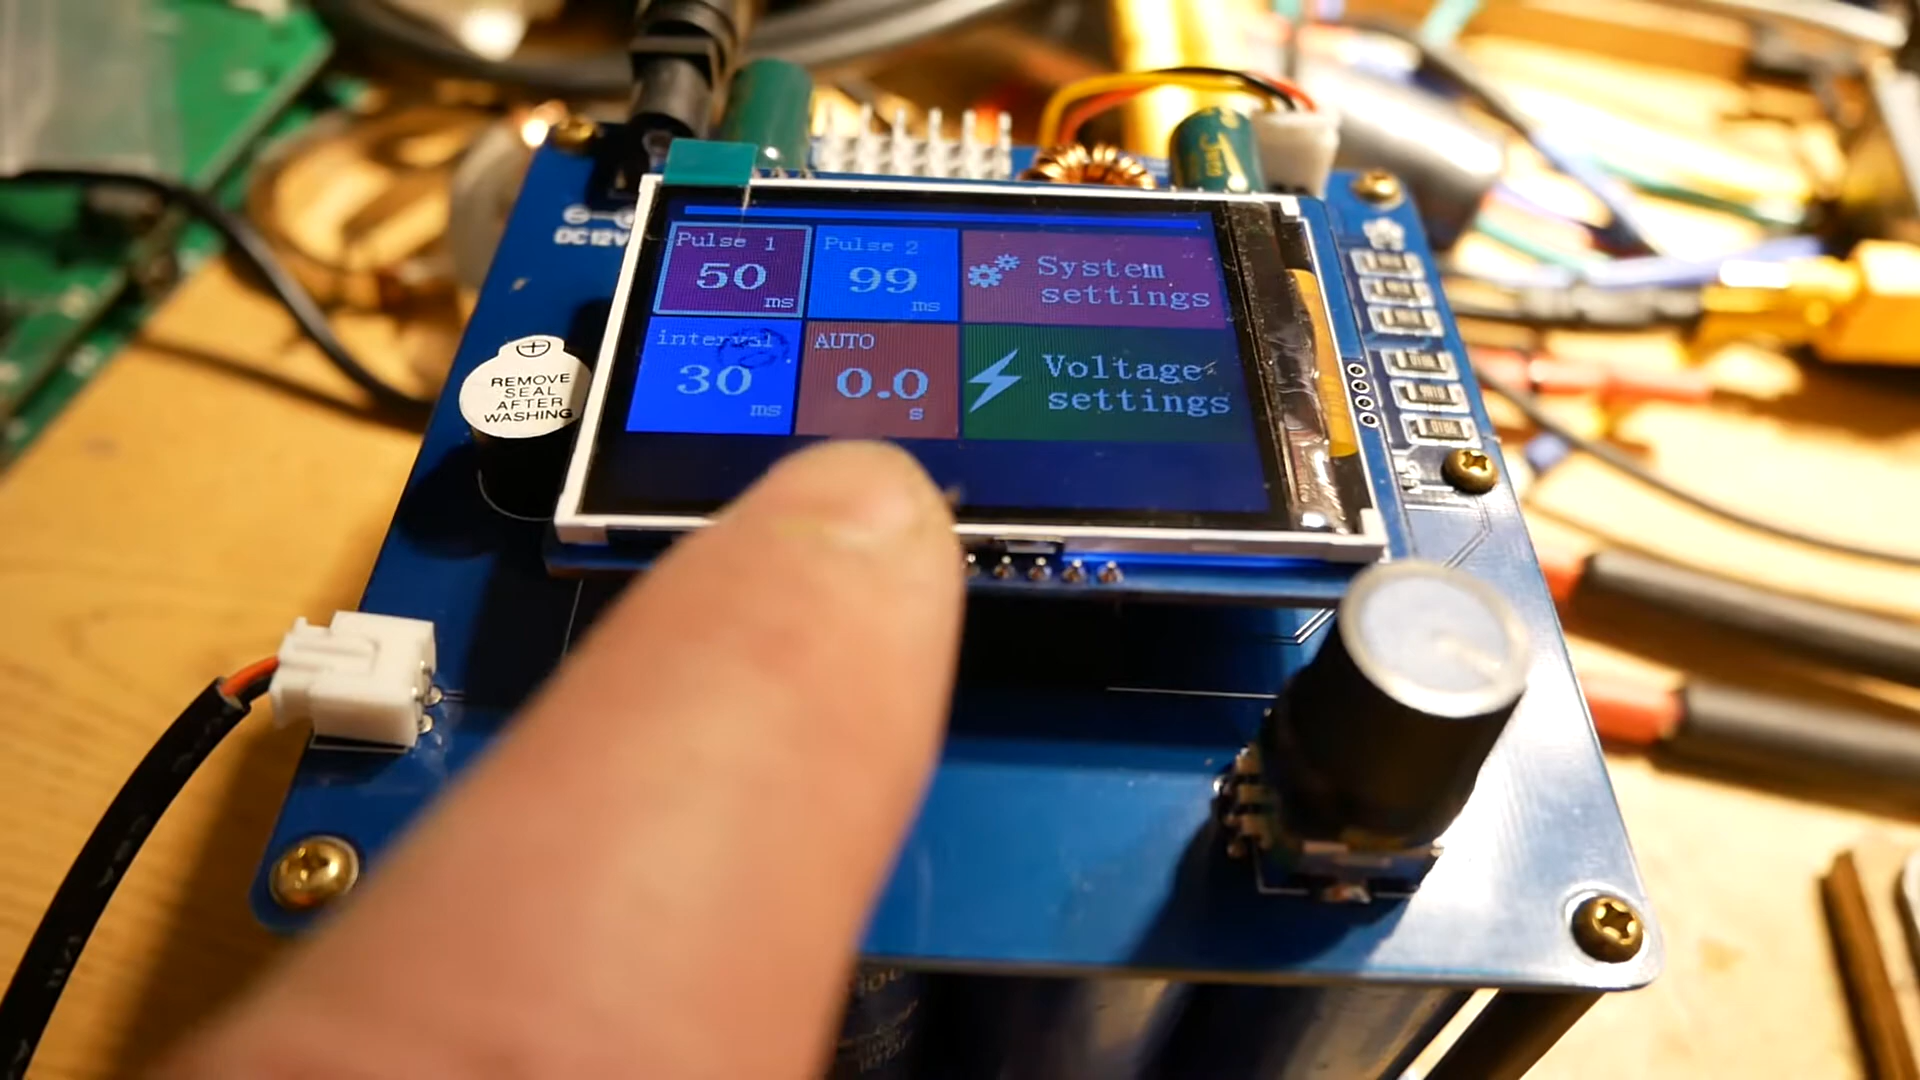 DC12V
Pulse 1
50
ms
Pulse 2
99
ms
System
settings
interval
30
ms
AUTO
0.0
s
Voltage
settings
REMOVE
SEAL
AFTER
WASHING